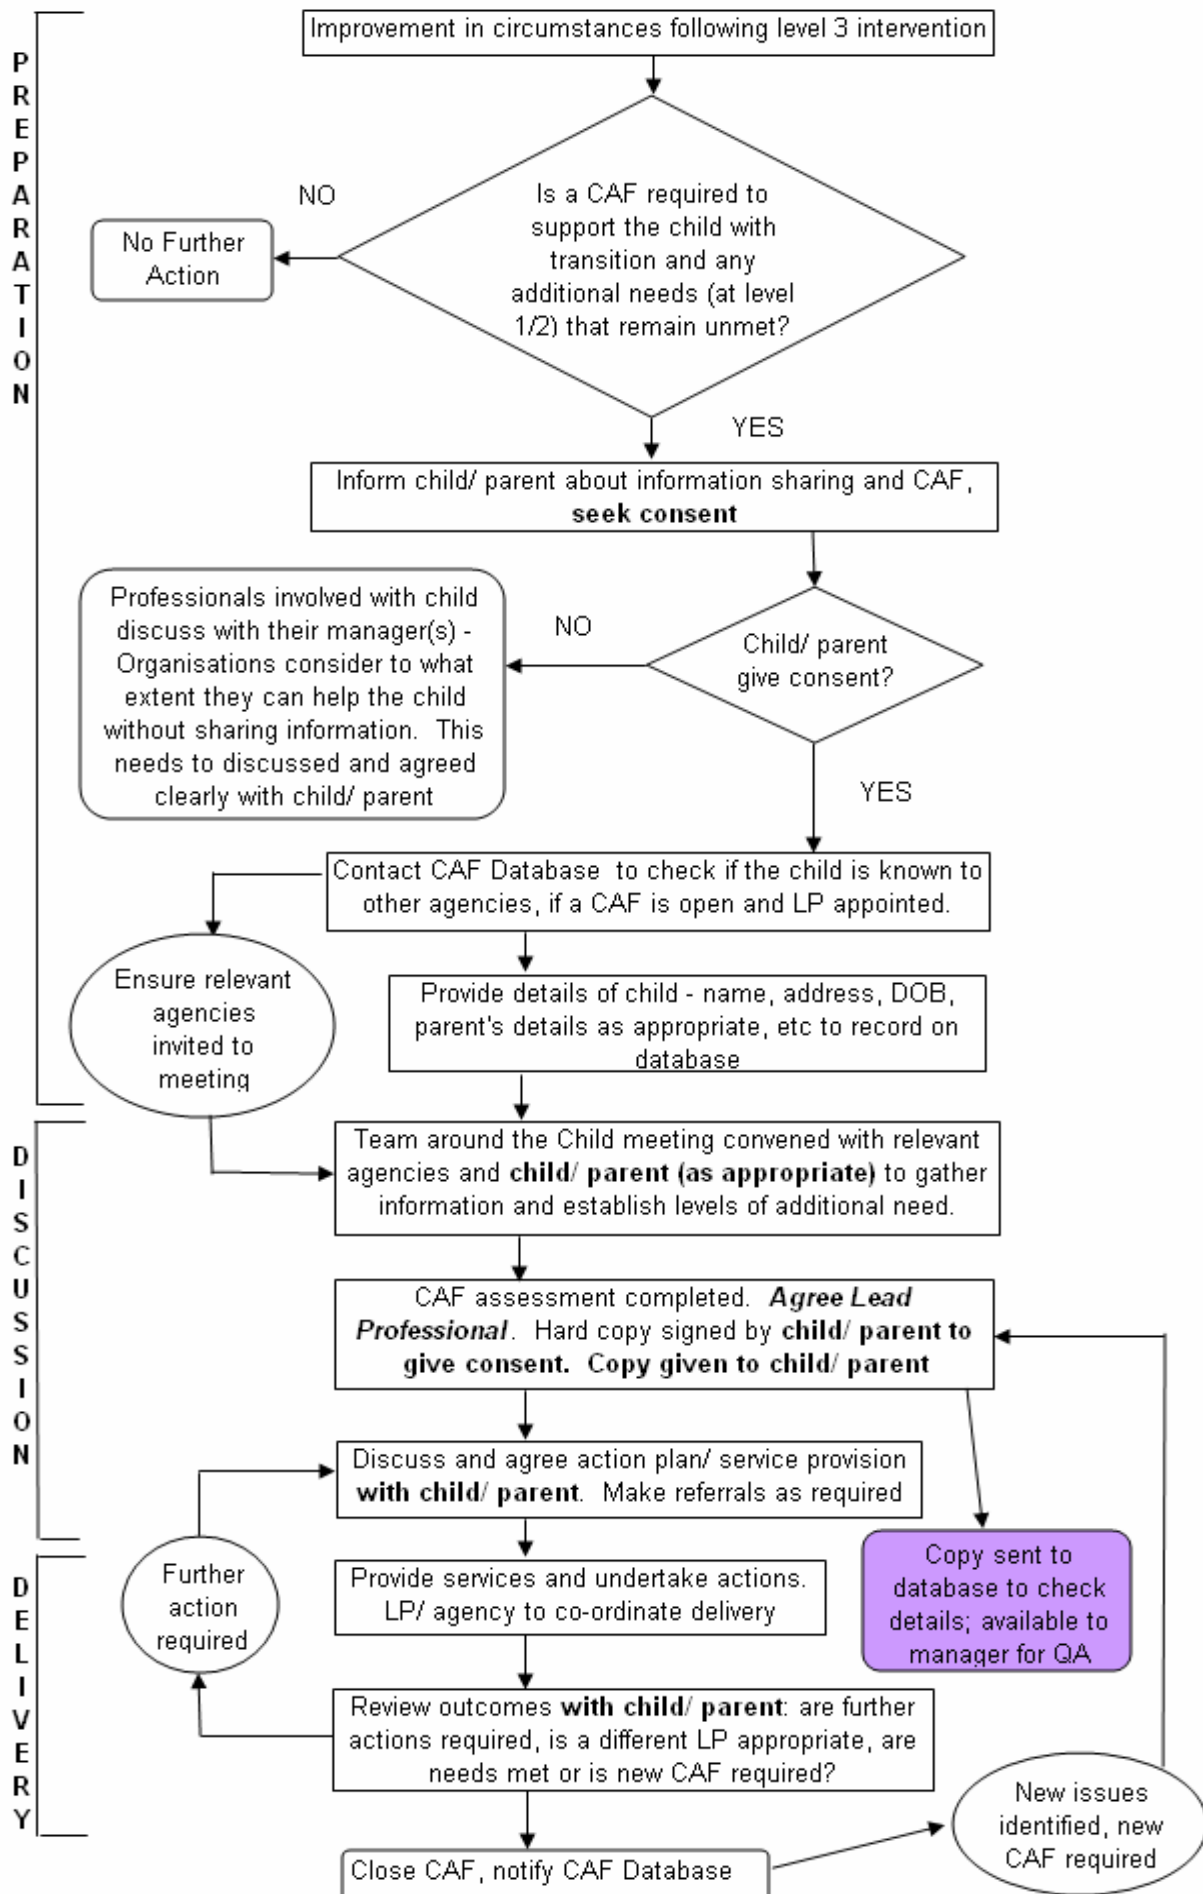 PREPARATION
Improvement in circumstances following level 3 intervention
Is a CAF required to
support the child with
transition and any
additional needs (at level
1/2) that remain unmet?
NO
No Further
Action
YES
Inform child/ parent about information sharing and CAF,
seek consent
Child/ parent
give consent?
NO
Professionals involved with child
discuss with their manager(s) -
Organisations consider to what
extent they can help the child
without sharing information.  This
needs to discussed and agreed
clearly with child/ parent
YES
Contact CAF Database  to check if the child is known to
other agencies, if a CAF is open and LP appointed.
Ensure relevant
agencies
invited to
meeting
Provide details of child - name, address, DOB,
parent's details as appropriate, etc to record on
database
DISCUSSION
Team around the Child meeting convened with relevant
agencies and child/ parent (as appropriate) to gather
information and establish levels of additional need.
CAF assessment completed.  Agree Lead
Professional.  Hard copy signed by child/ parent to
give consent.  Copy given to child/ parent
Discuss and agree action plan/ service provision
with child/ parent.  Make referrals as required
Copy sent to
database to check
details; available to
manager for QA
DELIVERY
Further
action
required
Provide services and undertake actions.
LP/ agency to co-ordinate delivery
Review outcomes with child/ parent: are further
actions required, is a different LP appropriate, are
needs met or is new CAF required?
New issues
identified, new
CAF required
Close CAF, notify CAF Database